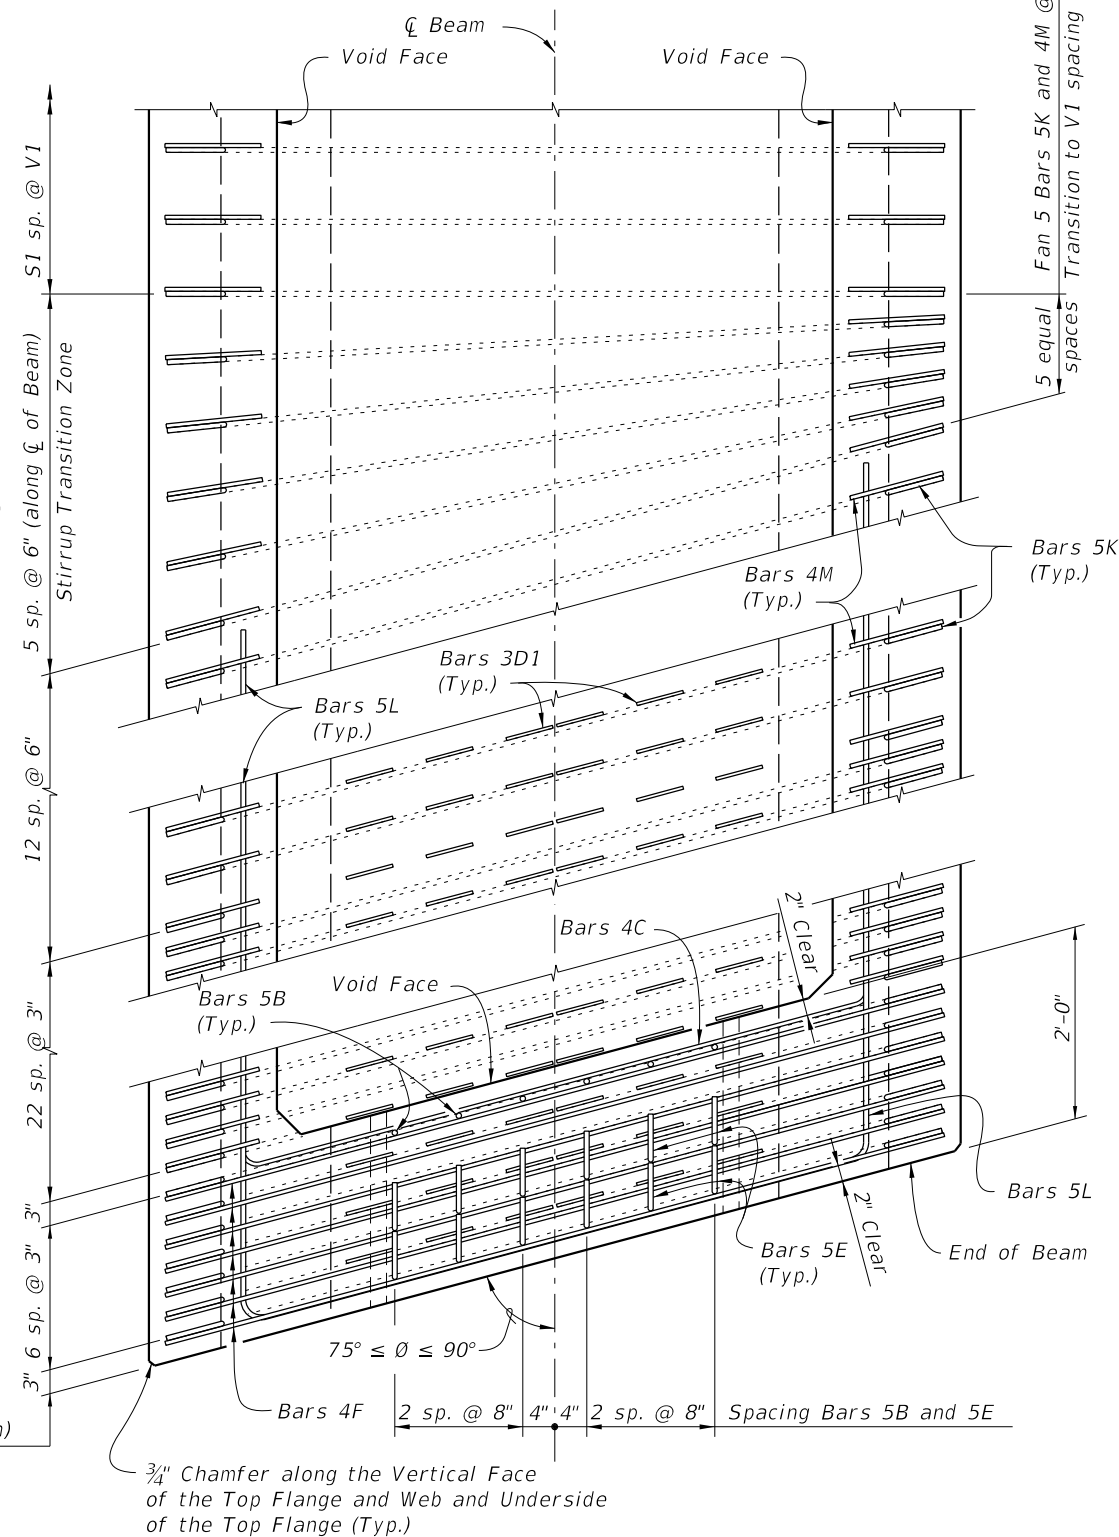 ℄ Beam
Void Face
Void Face
S1 sp. @ V1
5 sp. @ 6" (along ℄ of Beam)
Stirrup Transition Zone
12 sp. @ 6"
22 sp. @ 3"
3"
6 sp. @ 3"
3"
Fan 5 Bars 5K and 4M @
Transition to V1 spacing
5 equal
spaces
Bars 5K
(Typ.)
Bars 4M
(Typ.)
Bars 3D1
(Typ.)
Bars 5L
(Typ.)
Bars 4C
2" Clear
Void Face
Bars 5B
(Typ.)
2'-0"
Bars 5L
2" Clear
Bars 5E
(Typ.)
End of Beam
75° ≤ Ø ≤ 90°
Bars 4F
2 sp. @ 8"
4"
4"
2 sp. @ 8"
Spacing Bars 5B and 5E
¾" Chamfer along the Vertical Face
of the Top Flange and Web and Underside
of the Top Flange (Typ.)